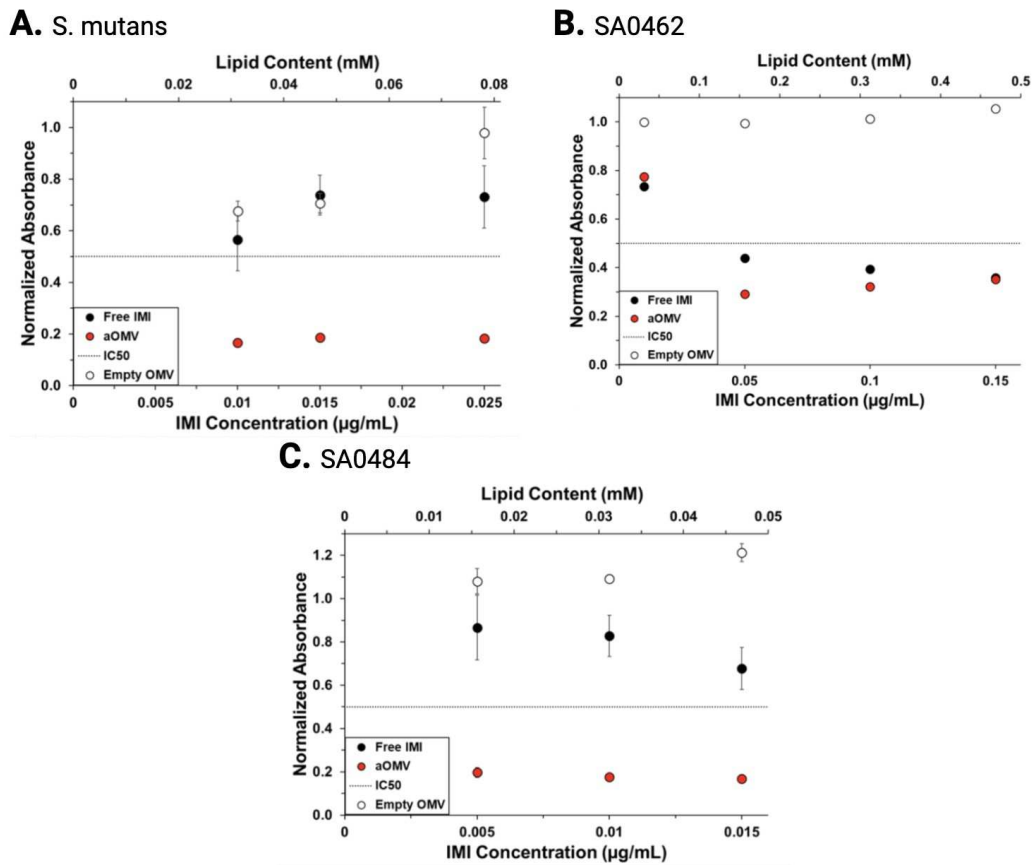 A. S. mutans
Lipid Content (mM)
0 0.02 0.04 0.06 0.08
Normalized Absorbance
1.0
0.8
0.6
0.4
0.2
0.0
Free IMI
aOMV
IC50
Empty OMV
0 0.005 0.01 0.015 0.02 0.025
IMI Concentration (µg/mL)
B. SA0462
Lipid Content (mM)
0 0.1 0.2 0.3 0.4 0.5
Normalized Absorbance
1.0
0.8
0.6
0.4
0.2
0.0
Free IMI
aOMV
IC50
Empty OMV
0 0.05 0.1 0.15
IMI Concentration (µg/mL)
C. SA0484
Lipid Content (mM)
0 0.01 0.02 0.03 0.04 0.05
Normalized Absorbance
1.2
1.0
0.8
0.6
0.4
0.2
0.0
Free IMI
aOMV
IC50
Empty OMV
0 0.005 0.01 0.015
IMI Concentration (µg/mL)